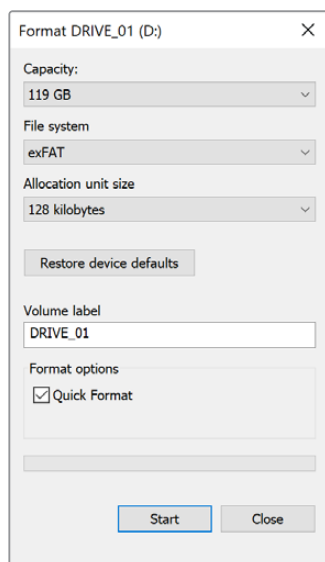 Format DRIVE_01 (D:)
Capacity:
119 GB
File system
exFAT
Allocation unit size
128 kilobytes
Restore device defaults
Volume label
DRIVE_01
Format options
Quick Format
Start
Close